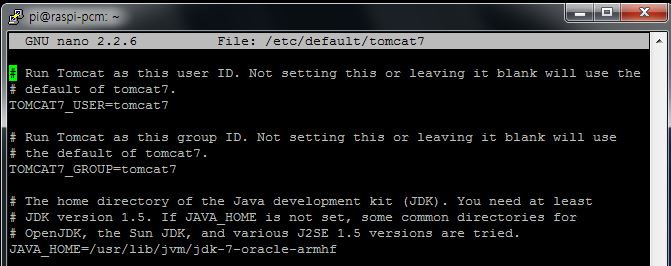 pi@raspi-pcm: ~
GNU nano 2.2.6 File: /etc/default/tomcat7
# Run Tomcat as this user ID. Not setting this or leaving it blank will use the
# default of tomcat7.
TOMCAT7_USER=tomcat7
# Run Tomcat as this group ID. Not setting this or leaving it blank will use
# the default of tomcat7.
TOMCAT7_GROUP=tomcat7
# The home directory of the Java development kit (JDK). You need at least
# JDK version 1.5. If JAVA_HOME is not set, some common directories for
# OpenJDK, the Sun JDK, and various J2SE 1.5 versions are tried.
JAVA_HOME=/usr/lib/jvm/jdk-7-oracle-armhf